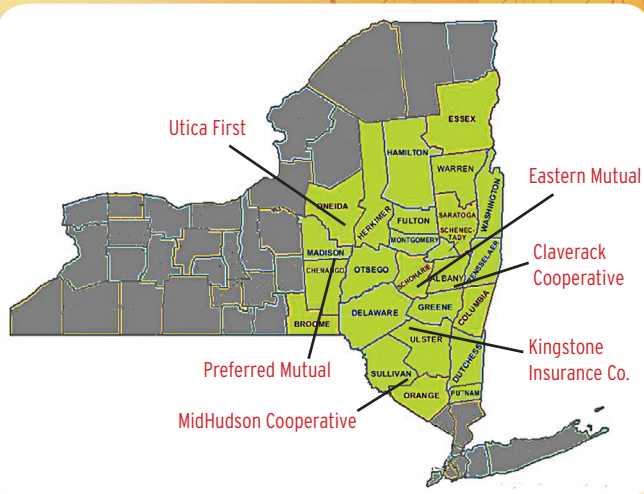 ESSEX
Utica First
HAMILTON
WARREN
Eastern Mutual
WASHINGTON
ONEIDA
HERKIMER
FULTON
SARATOGA
SCHENEC-
TADY
MONTGOMERY
MADISON
CHENANGO
OTSEGO
SCHOHARIE
ALBANY
RENSSELAER
Claverack
Cooperative
COLUMBIA
GREENE
DELAWARE
BROOME
ULSTER
DUTCHESS
Kingstone
Insurance Co.
Preferred Mutual
SULLIVAN
PUTNAM
ORANGE
MidHudson Cooperative